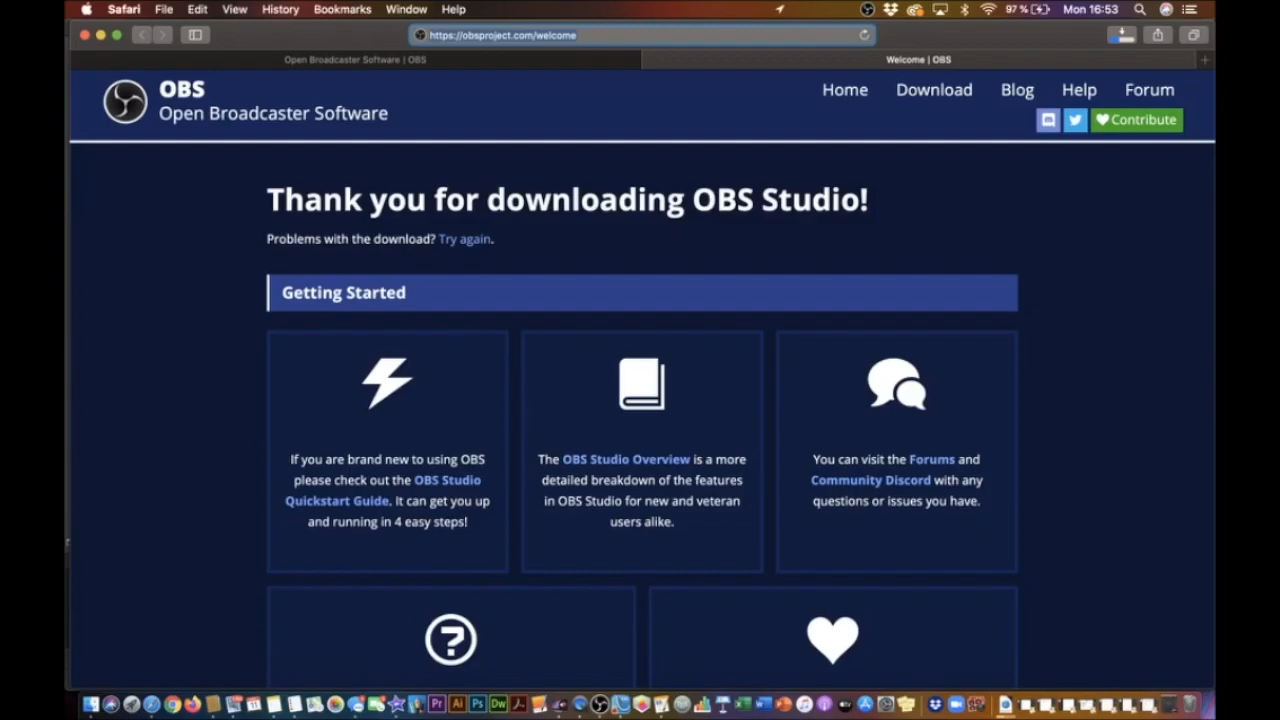 Safari File Edit View History Bookmarks Window Help 97% Mon 16:53
https://obsproject.com/welcome
Open Broadcaster Software | OBS Welcome | OBS
OBS
Open Broadcaster Software
Home Download Blog Help Forum
Contribute
Thank you for downloading OBS Studio!
Problems with the download? Try again.
Getting Started
If you are brand new to using OBS
please check out the OBS Studio
Quickstart Guide. It can get you up
and running in 4 easy steps!
The OBS Studio Overview is a more
detailed breakdown of the features
in OBS Studio for new and veteran
users alike.
You can visit the Forums and
Community Discord with any
questions or issues you have.
?
Pr Ai Ps Dw